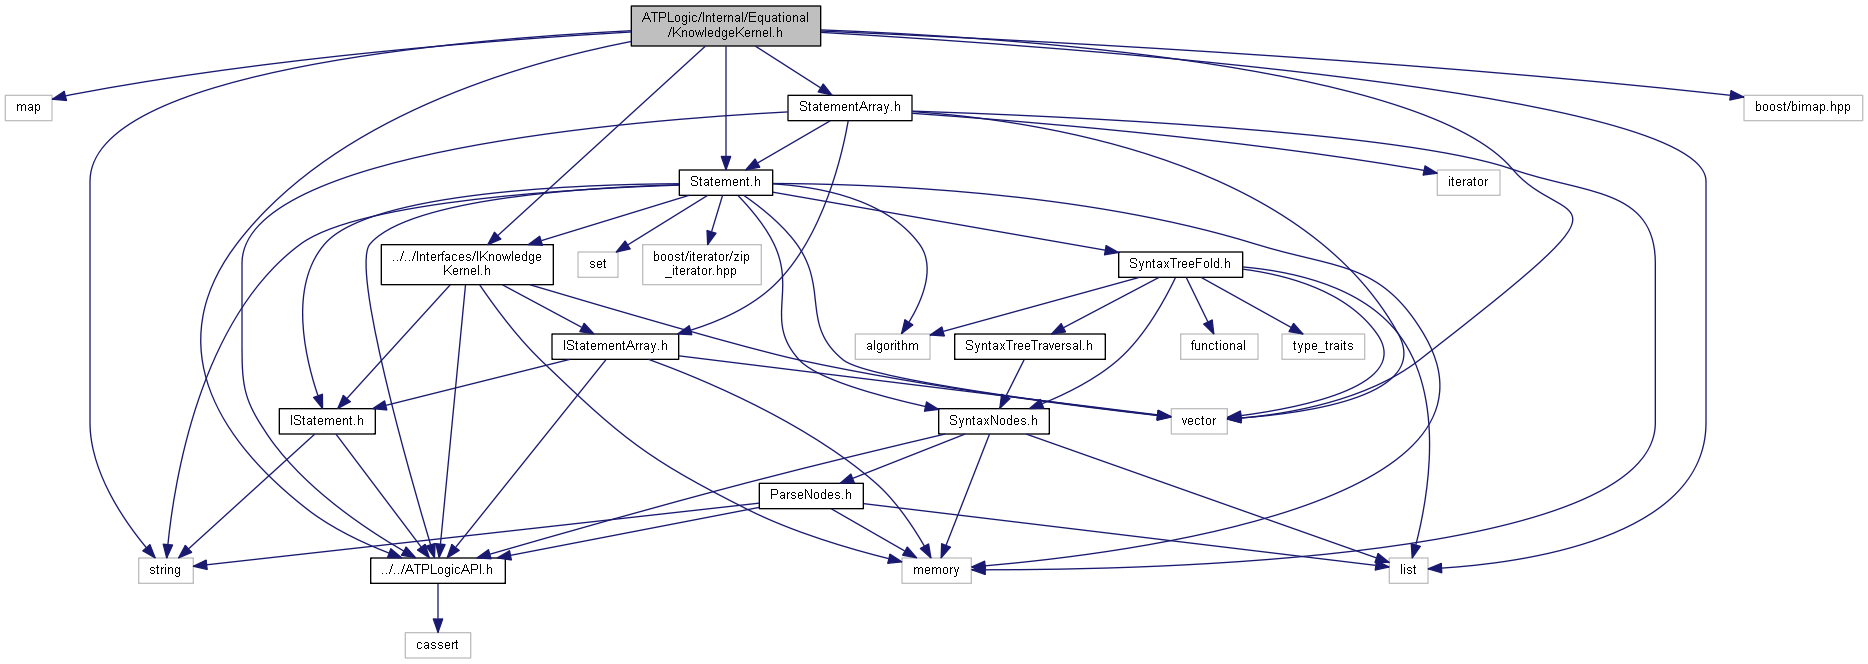 ATPLogic/Internal/Equational
/KnowledgeKernel.h
map
StatementArray.h
boost/bimap.hpp
Statement.h
iterator
../../Interfaces/IKnowledge
Kernel.h
set
boost/iterator/zip
_iterator.hpp
SyntaxTreeFold.h
IStatementArray.h
algorithm
SyntaxTreeTraversal.h
functional
type_traits
IStatement.h
SyntaxNodes.h
vector
ParseNodes.h
string
../../ATPLogicAPI.h
memory
list
cassert